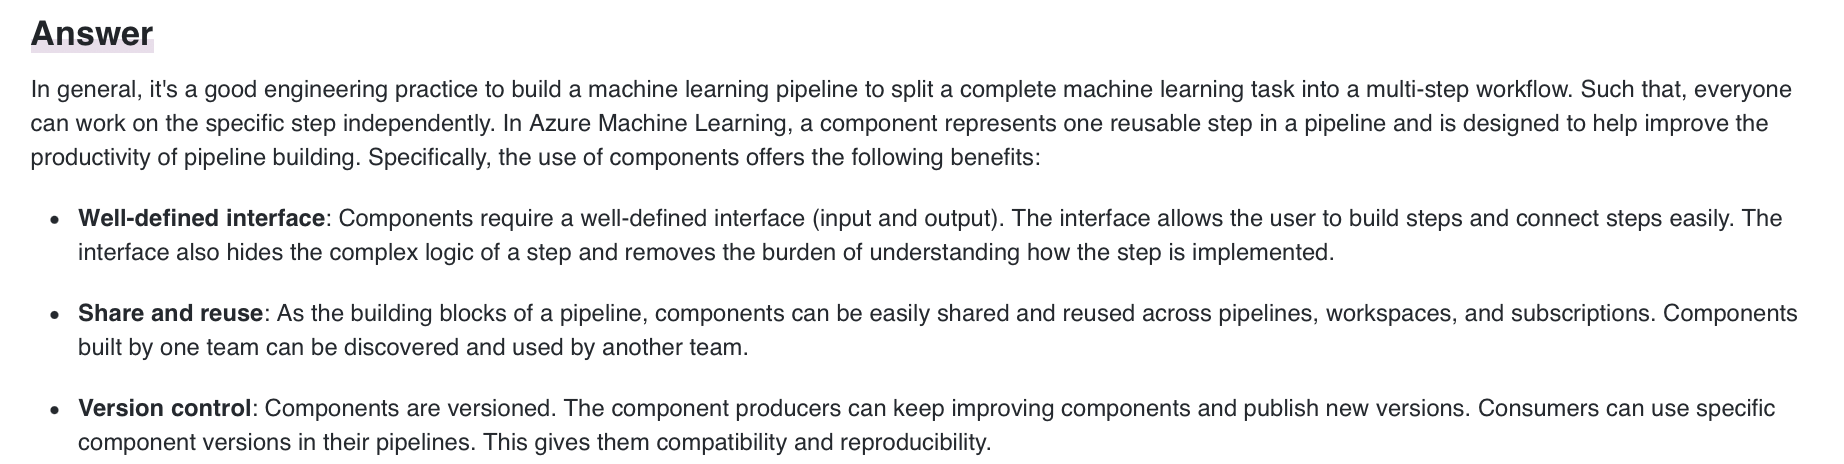 Answer
In general, it's a good engineering practice to build a machine learning pipeline to split a complete machine learning task into a multi-step workflow. Such that, everyone
can work on the specific step independently. In Azure Machine Learning, a component represents one reusable step in a pipeline and is designed to help improve the
productivity of pipeline building. Specifically, the use of components offers the following benefits:
• Well-defined interface: Components require a well-defined interface (input and output). The interface allows the user to build steps and connect steps easily. The
interface also hides the complex logic of a step and removes the burden of understanding how the step is implemented.
• Share and reuse: As the building blocks of a pipeline, components can be easily shared and reused across pipelines, workspaces, and subscriptions. Components
built by one team can be discovered and used by another team.
• Version control: Components are versioned. The component producers can keep improving components and publish new versions. Consumers can use specific
component versions in their pipelines. This gives them compatibility and reproducibility.